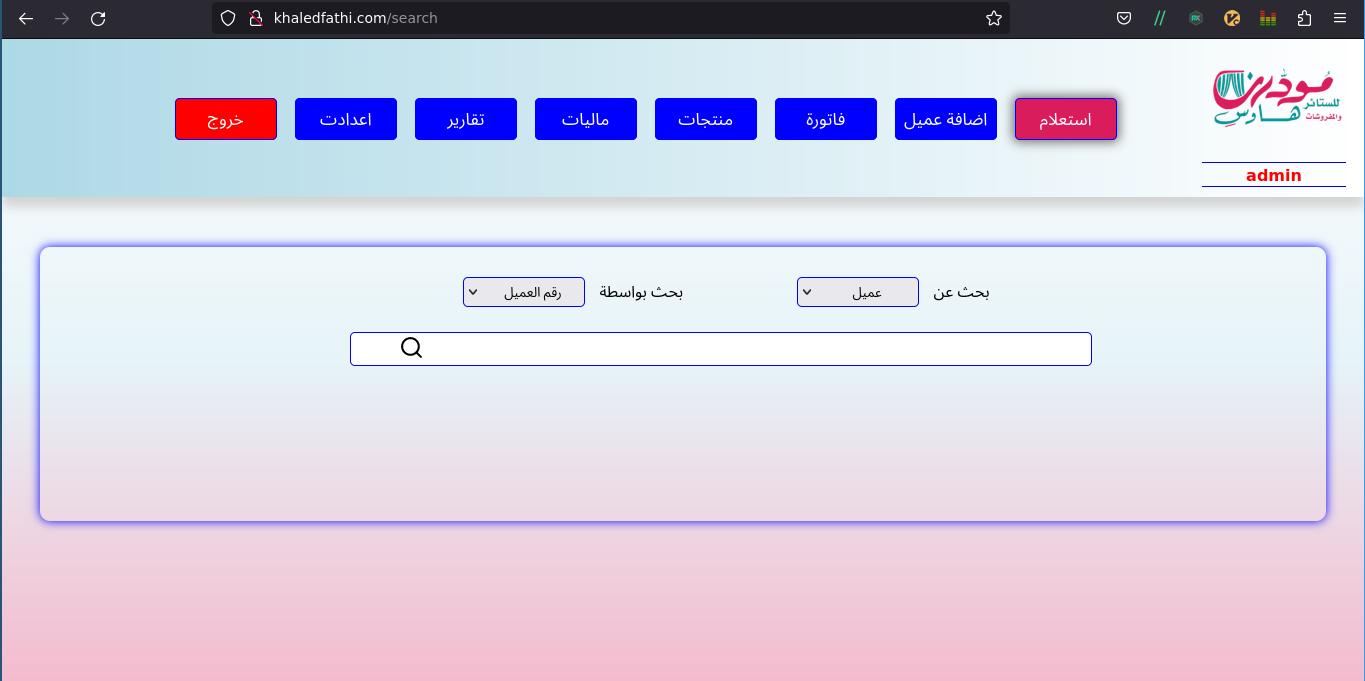 khaledfathi.com/search
مودرن هاوس
للستائر
والمفروشات
admin
استعلام
اضافة عميل
فاتورة
منتجات
ماليات
تقارير
اعدادت
خروج
بحث عن
عميل
بحث بواسطة
رقم العميل